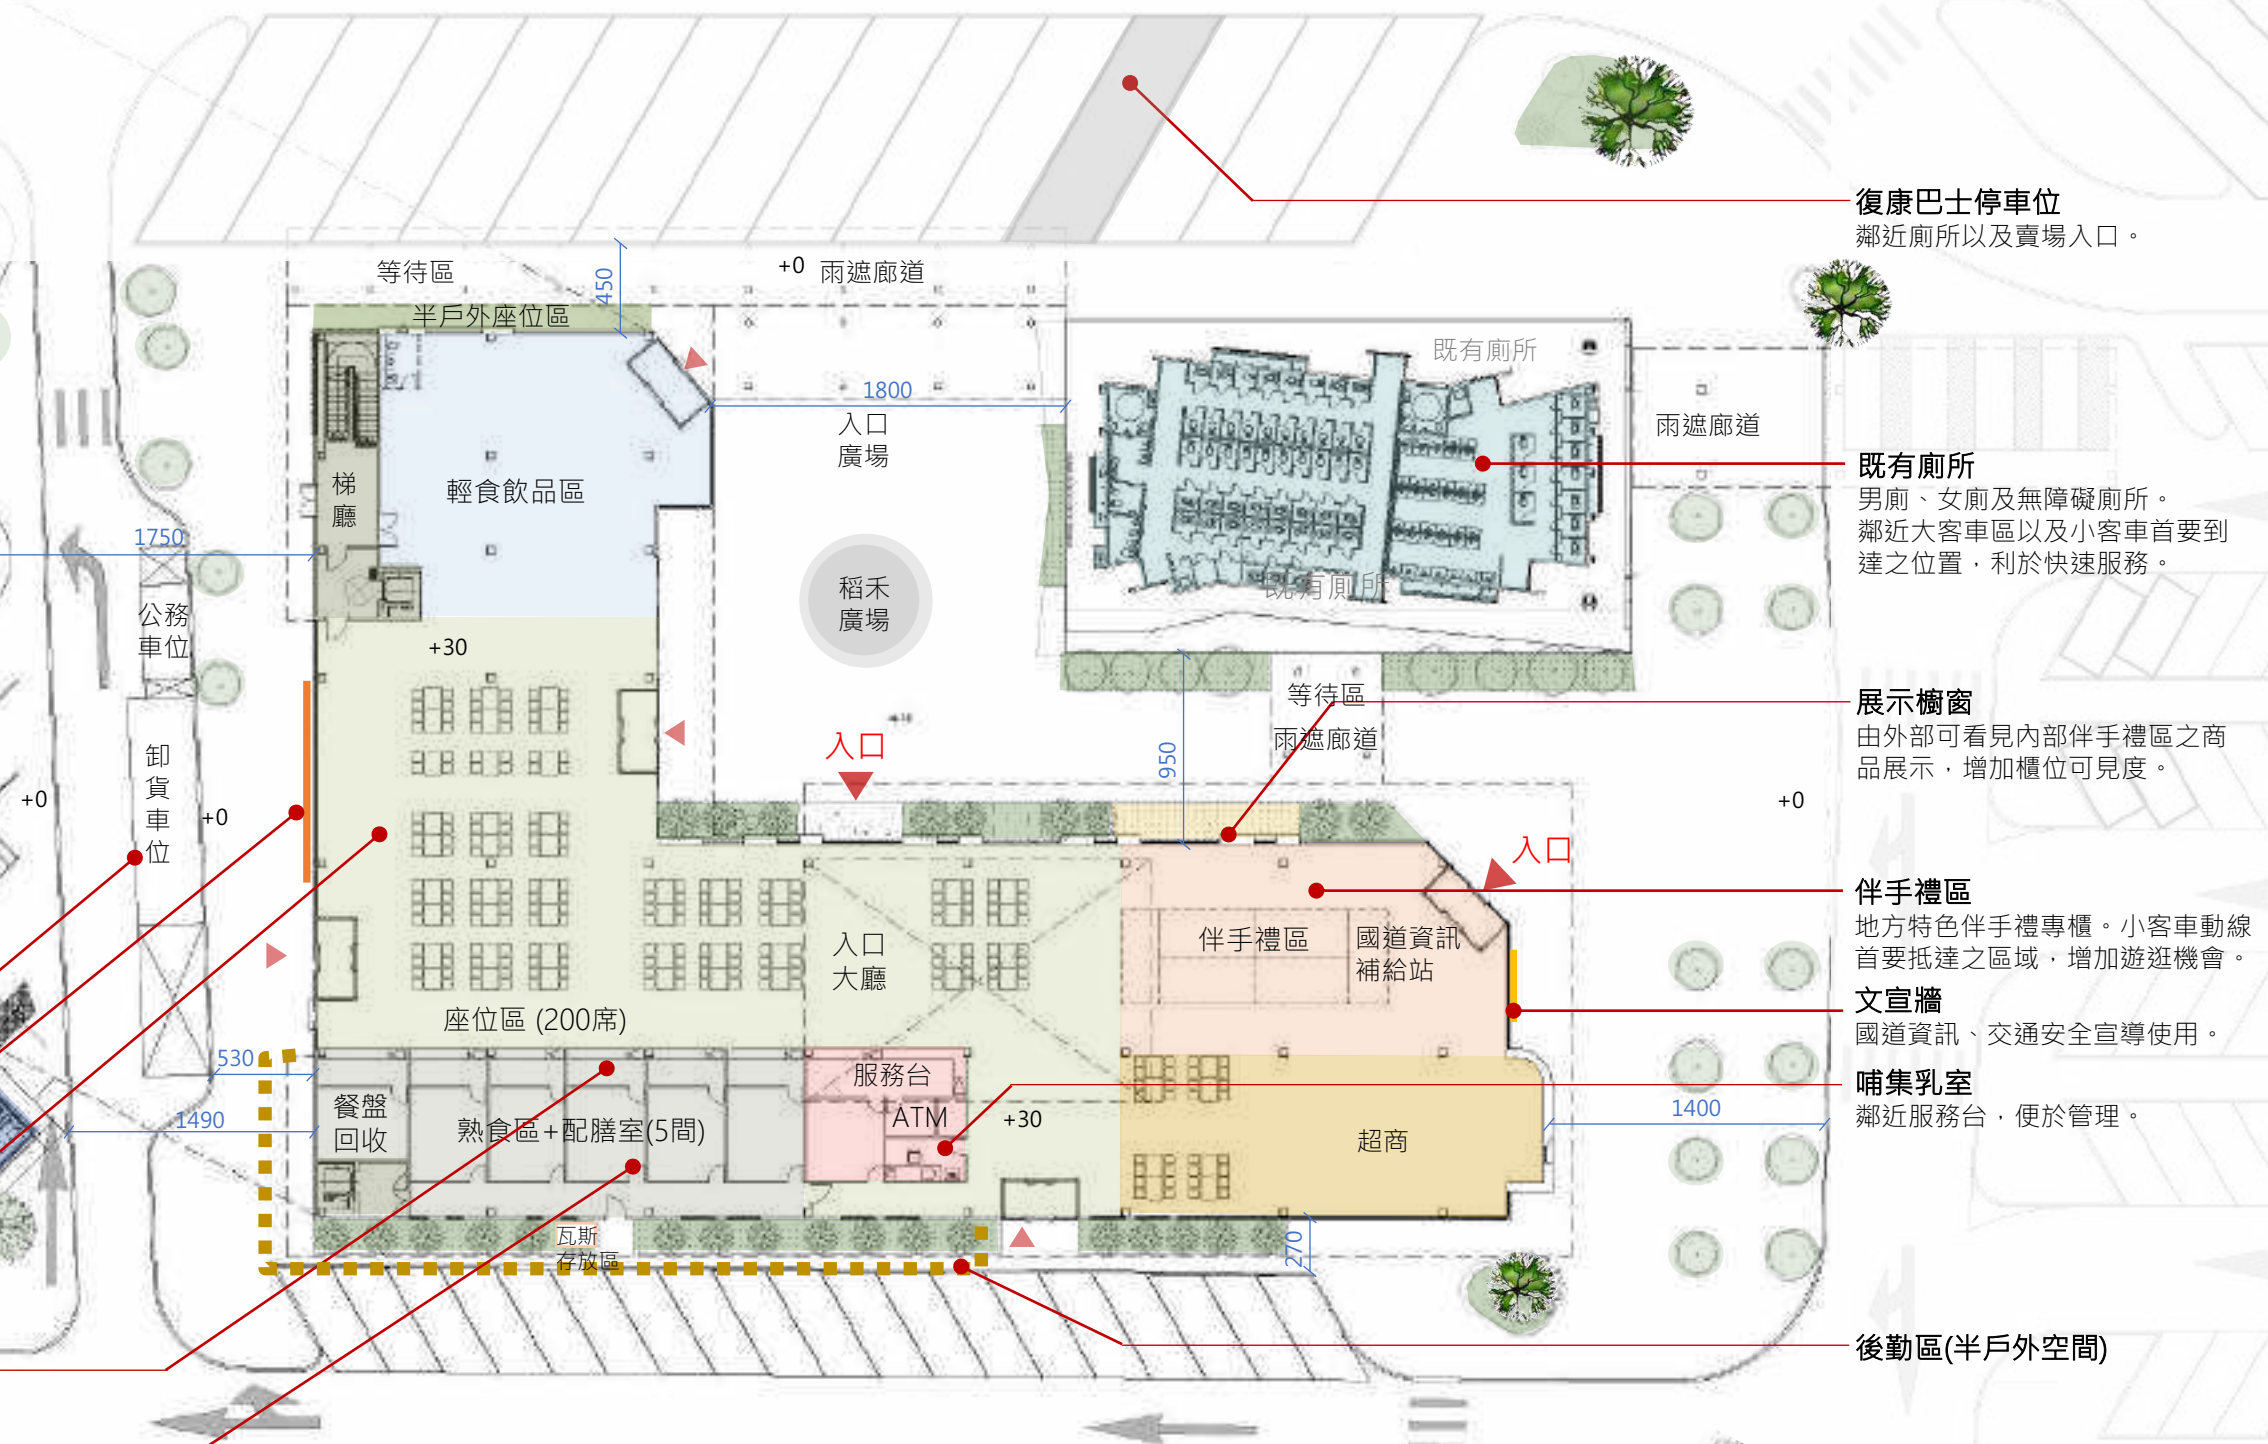 復康巴士停車位
鄰近廁所以及賣場入口。
等待區
+0
雨遮廊道
450
半戶外座位區
既有廁所
1800
入口
廣場
雨遮廊道
既有廁所
男廁、女廁及無障礙廁所。
鄰近大客車區以及小客車首要到
達之位置，利於快速服務。
梯
廳
輕食飲品區
1750
稻禾
廣場
既有廁所
公務
車位
+30
等待區
雨遮廊道
展示櫥窗
由外部可看見內部伴手禮區之商
品展示，增加櫃位可見度。
入口
950
卸
貨
車
位
+0
+0
+0
入口
伴手禮區
地方特色伴手禮專櫃。小客車動線
首要抵達之區域，增加遊逛機會。
入口
大廳
伴手禮區
國道資訊
補給站
座位區 (200席)
文宣牆
國道資訊、交通安全宣導使用。
530
服務台
哺集乳室
鄰近服務台，便於管理。
餐盤
回收
1490
熟食區+配膳室(5間)
ATM
+30
超商
1400
瓦斯
存放區
270
後勤區(半戶外空間)